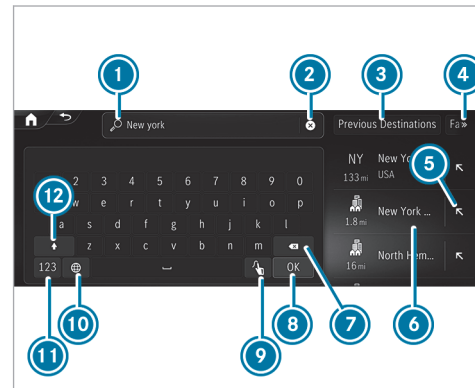 1 2 3 4
New york
Previous Destinations Fa»
NY New Yo
133 mi USA
5
2 3 4 5 6 7 8 9 0
12
w e r t y u i o p
1.8 mi New York ...
a s d f g h j k l
z x c v b n m
North Hem...
16 mi
123 OK
11 10 9 8 7 6